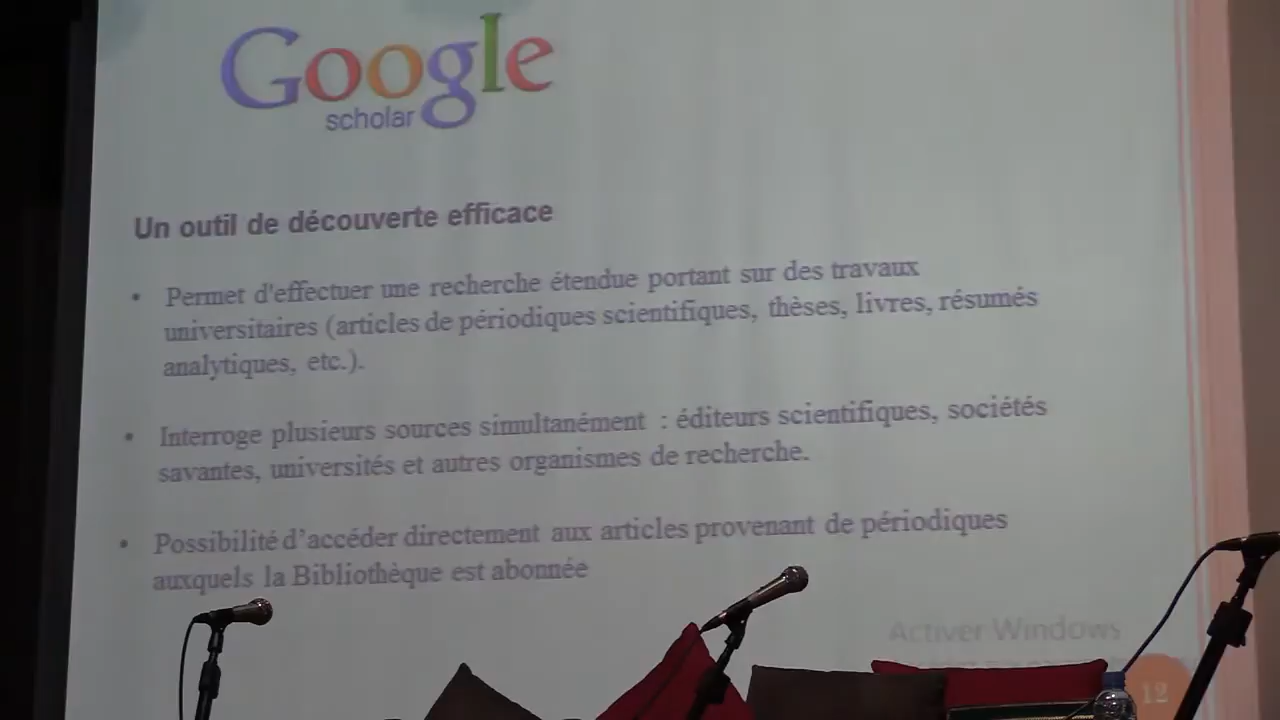 Google
scholar
Un outil de découverte efficace
• Permet d'effectuer une recherche étendue portant sur des travaux
universitaires (articles de périodiques scientifiques, thèses, livres, résumés
analytiques, etc.).
• Interroge plusieurs sources simultanément : éditeurs scientifiques, sociétés
savantes, universités et autres organismes de recherche.
• Possibilité d’accéder directement aux articles provenant de périodiques
auxquels la Bibliothèque est abonnée
Activer Windows
12